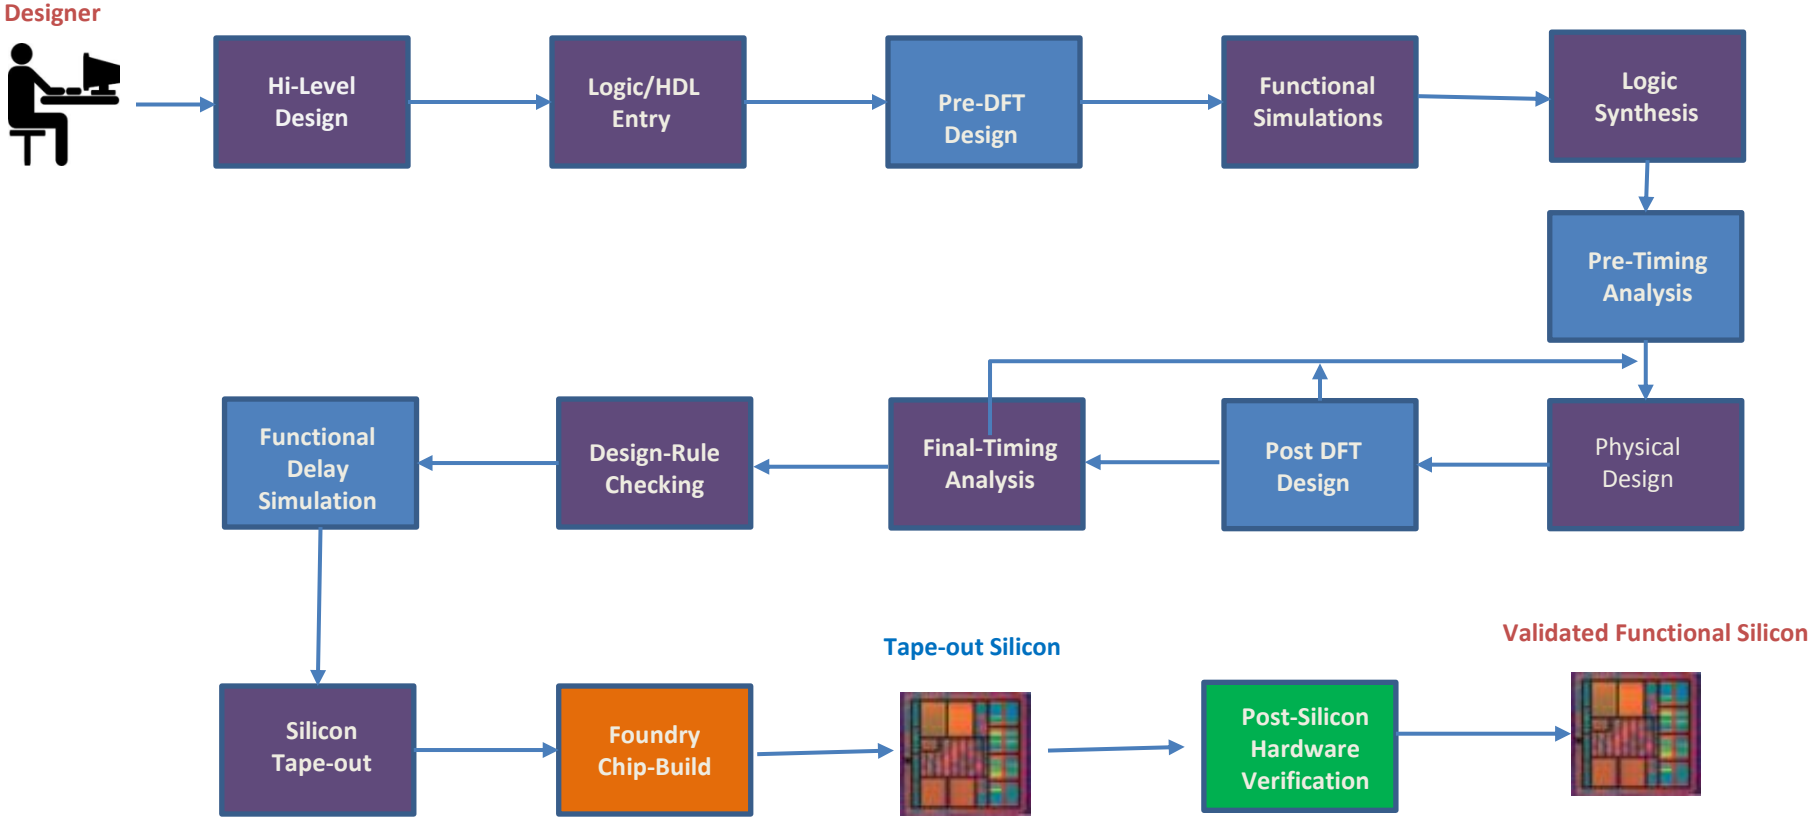 Designer
Hi-Level
Design
Logic/HDL
Entry
Pre-DFT
Design
Functional
Simulations
Logic
Synthesis
Pre-Timing
Analysis
Physical
Design
Post DFT
Design
Final-Timing
Analysis
Design-Rule
Checking
Functional
Delay
Simulation
Silicon
Tape-out
Foundry
Chip-Build
Tape-out Silicon
Post-Silicon
Hardware
Verification
Validated Functional Silicon